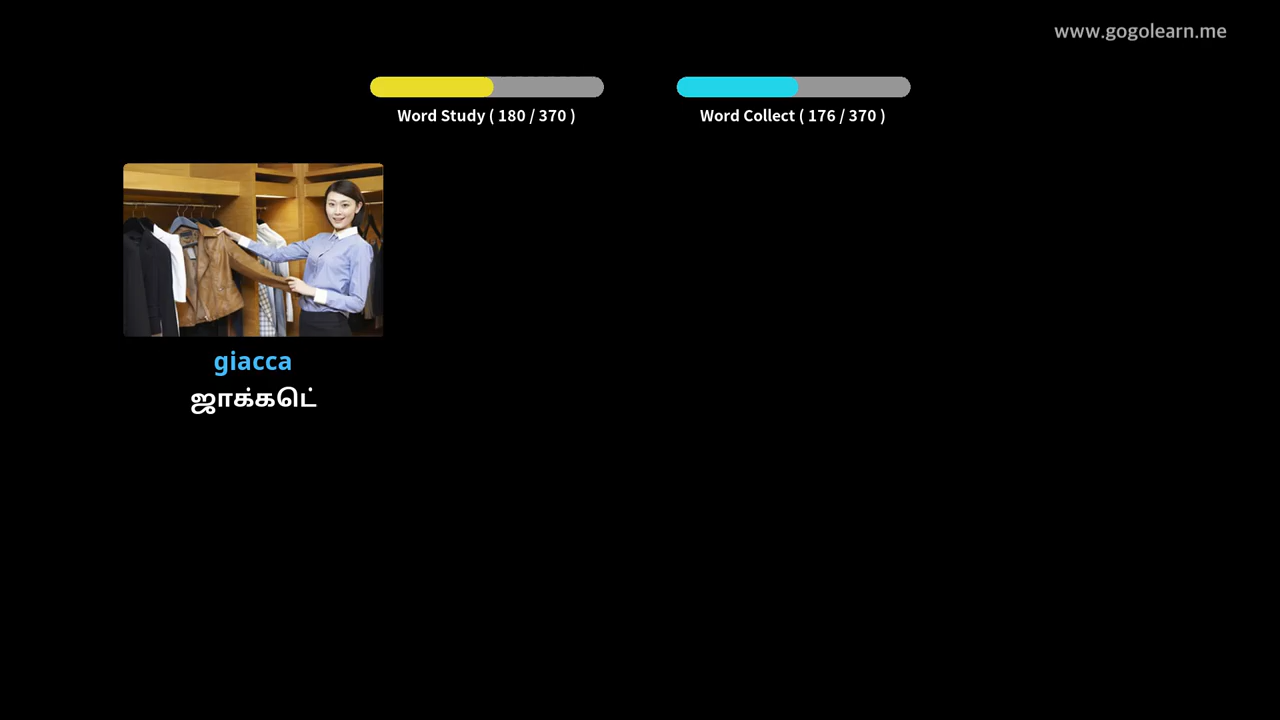 www.gogolearn.me
Word Study ( 180 / 370 )
Word Collect ( 176 / 370 )
giacca
ஜாக்கெட்